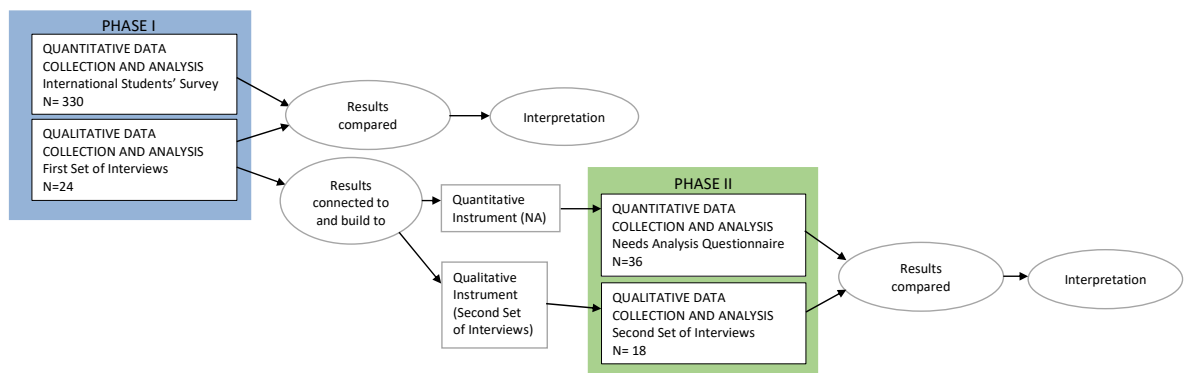 PHASE I
QUANTITATIVE DATA
COLLECTION AND ANALYSIS
International Students’ Survey
N= 330
QUALITATIVE DATA
COLLECTION AND ANALYSIS
First Set of Interviews
N=24
Results
compared
Interpretation
Results
connected to
and build to
Quantitative
Instrument (NA)
Qualitative
Instrument
(Second Set
of Interviews)
PHASE II
QUANTITATIVE DATA
COLLECTION AND ANALYSIS
Needs Analysis Questionnaire
N=36
QUALITATIVE DATA
COLLECTION AND ANALYSIS
Second Set of Interviews
N= 18
Results
compared
Interpretation